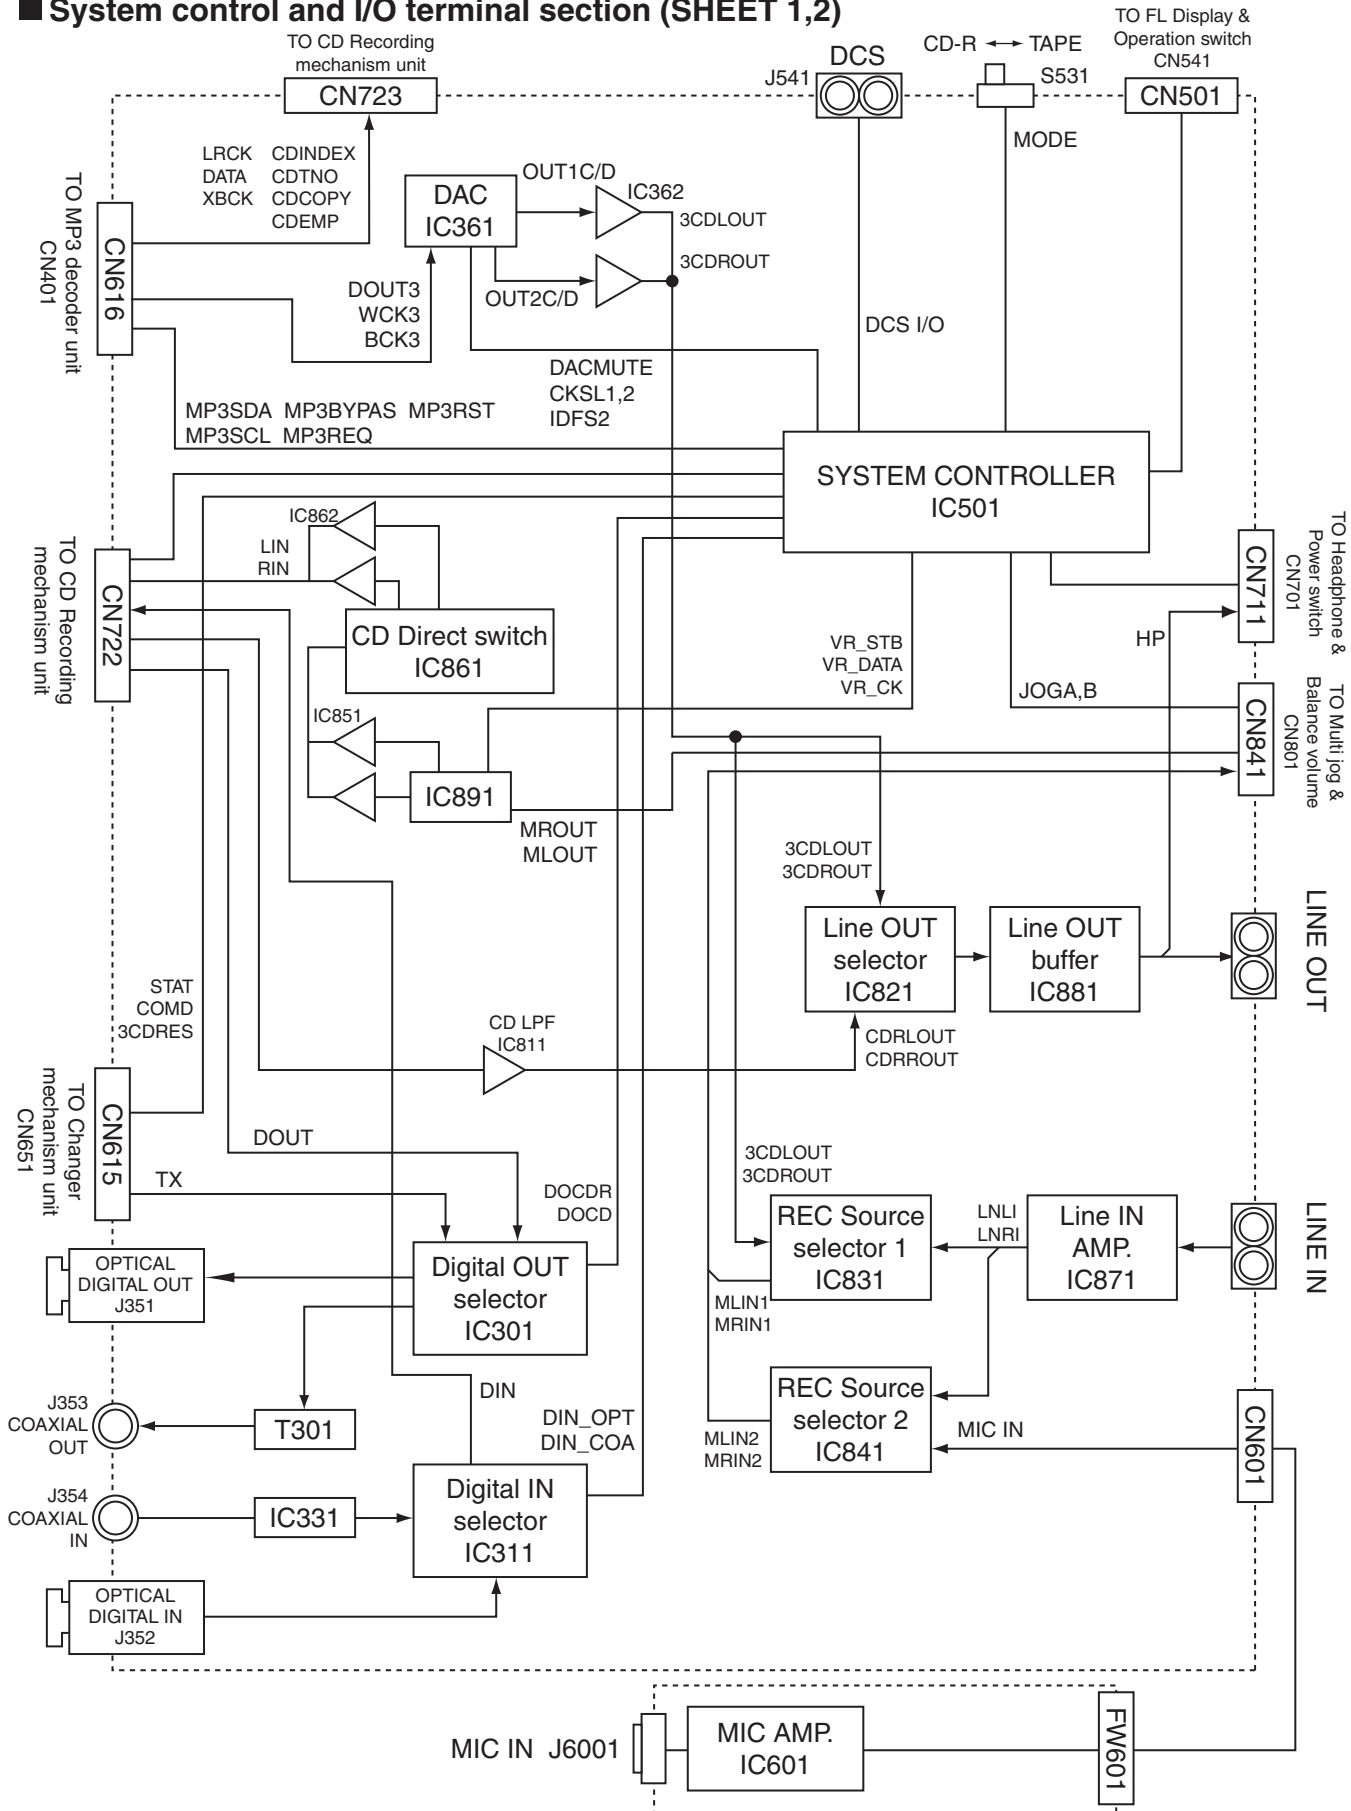 ■ System control and I/O terminal section (SHEET 1,2)
TO CD Recording
mechanism unit
CN723
DCS
J541
CD-R ↔ TAPE
S531
TO FL Display &
Operation switch
CN541
CN501
MODE
LRCK CDINDEX
DATA CDTNO
XBCK CDCOPY
CDEMP
TO MP3 decoder unit
CN401
CN616
DAC
IC361
OUT1C/D
IC362
3CDLOUT
3CDROUT
OUT2C/D
DOUT3
WCK3
BCK3
DCS I/O
DACMUTE
CKSL1,2
IDFS2
MP3SDA MP3BYPAS MP3RST
MP3SCL MP3REQ
SYSTEM CONTROLLER
IC501
TO CD Recording
mechanism unit
CN722
IC862
LIN
RIN
CD Direct switch
IC861
IC851
IC891
MROUT
MLOUT
VR_STB
VR_DATA
VR_CK
JOGA,B
HP
TO Headphone &
Power switch
CN701
CN711
TO Multi jog &
Balance volume
CN801
CN841
3CDLOUT
3CDROUT
Line OUT
selector
IC821
Line OUT
buffer
IC881
LINE OUT
STAT
COMD
3CDRES
CD LPF
IC811
CDRLOUT
CDRROUT
TO Changer
mechanism unit
CN651
CN615
DOUT
TX
DOCDR
DOCD
3CDLOUT
3CDROUT
REC Source
selector 1
IC831
LNLI
LNRI
Line IN
AMP.
IC871
LINE IN
OPTICAL
DIGITAL OUT
J351
Digital OUT
selector
IC301
MLIN1
MRIN1
J353
COAXIAL
OUT
T301
DIN
DIN_OPT
DIN_COA
REC Source
selector 2
IC841
MLIN2
MRIN2
MIC IN
CN601
J354
COAXIAL
IN
IC331
Digital IN
selector
IC311
OPTICAL
DIGITAL IN
J352
MIC IN J6001
MIC AMP.
IC601
FW601